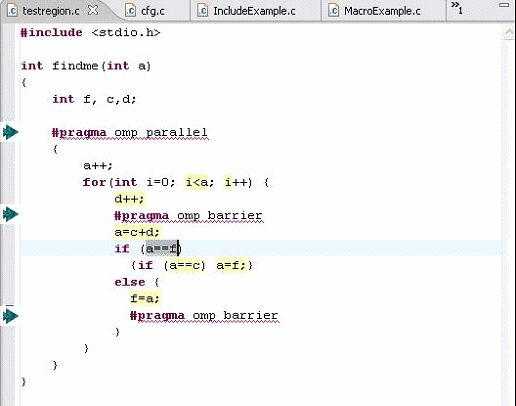 testregion.c cfg.c IncludeExample.c MacroExample.c »1
#include <stdio.h>
int findme(int a)
{
int f, c,d;
#pragma omp parallel
{
a++;
for(int i=0; i<a; i++) {
d++;
#pragma omp barrier
a=c+d;
if (a==f)
{if (a==c) a=f;}
else {
f=a;
#pragma omp barrier
}
}
}
}